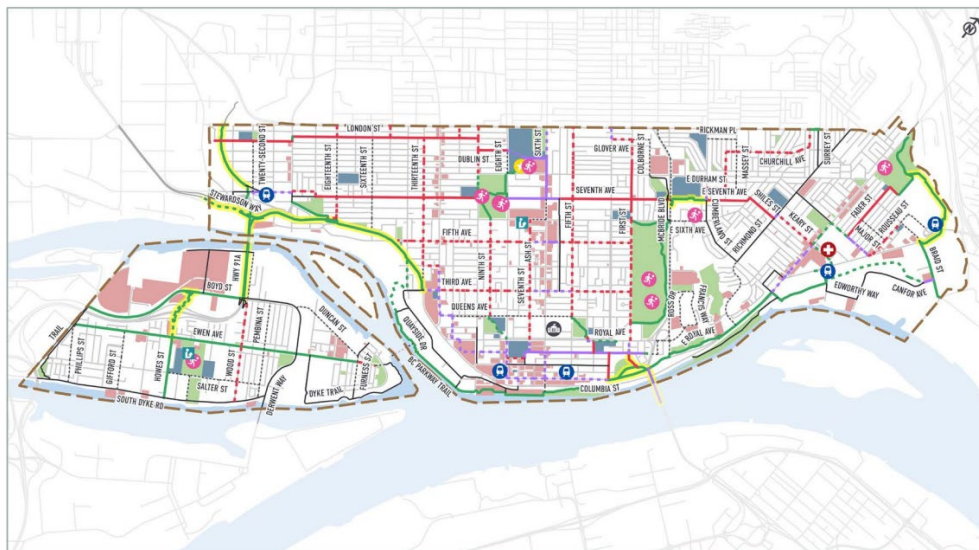 RICKMAN PL
LONDON ST
TWENTY-SECOND ST
EIGHTEENTH ST
SIXTEENTH ST
THIRTEENTH ST
DUBLIN ST
EIGHTH ST
SIXTH ST
GLOVER AVE
COLBORNE ST
MASSEY ST
CHURCHILL AVE
SURREY ST
E DURHAM ST
SEVENTH AVE
E SEVENTH AVE
STEWARDSON WAY
CUMBERLAND ST
SHILES ST
FADER ST
ROUSSEAU ST
FIFTH AVE
FIFTH ST
FIRST ST
MCBRIDE BLVD
E SIXTH AVE
RICHMOND ST
KEARY ST
MAJOR ST
BRAID ST
HWY 91A
NINTH ST
ASH ST
SEVENTH ST
THIRD AVE
QUEENS AVE
ROSS DR
FRANCIS WAY
EDWORTHY WAY
CANFOR AVE
BOYD ST
DUNCAN ST
PEMBINA ST
QUAYSIDE DR
ROYAL AVE
E ROYAL AVE
EWEN AVE
TRAIL
PHILLIPS ST
GIFFORD ST
HOWES ST
WOOD ST
FURNESS ST
BC PARKWAY TRAIL
COLUMBIA ST
SALTER ST
DERWENT WAY
DYKE TRAIL
SOUTH DYKE RD